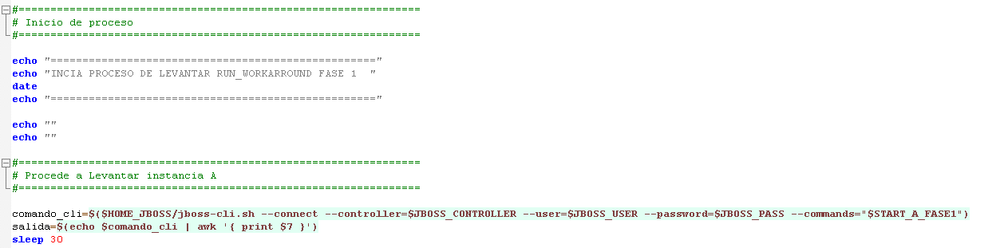 #===============================================================
# Inicio de proceso
#===============================================================
echo "==================================================="
echo "INCIA PROCESO DE LEVANTAR RUN_WORKARROUND FASE 1  "
date
echo "==================================================="
echo ""
echo ""
#===============================================================
# Procede a Levantar instancia A
#===============================================================
comando_cli=$($HOME_JBOSS/jboss-cli.sh --connect --controller=$JBOSS_CONTROLLER --user=$JBOSS_USER --password=$JBOSS_PASS --commands="$START_A_FASE1")
salida=$(echo $comando_cli | awk '{ print $7 }')
sleep 30